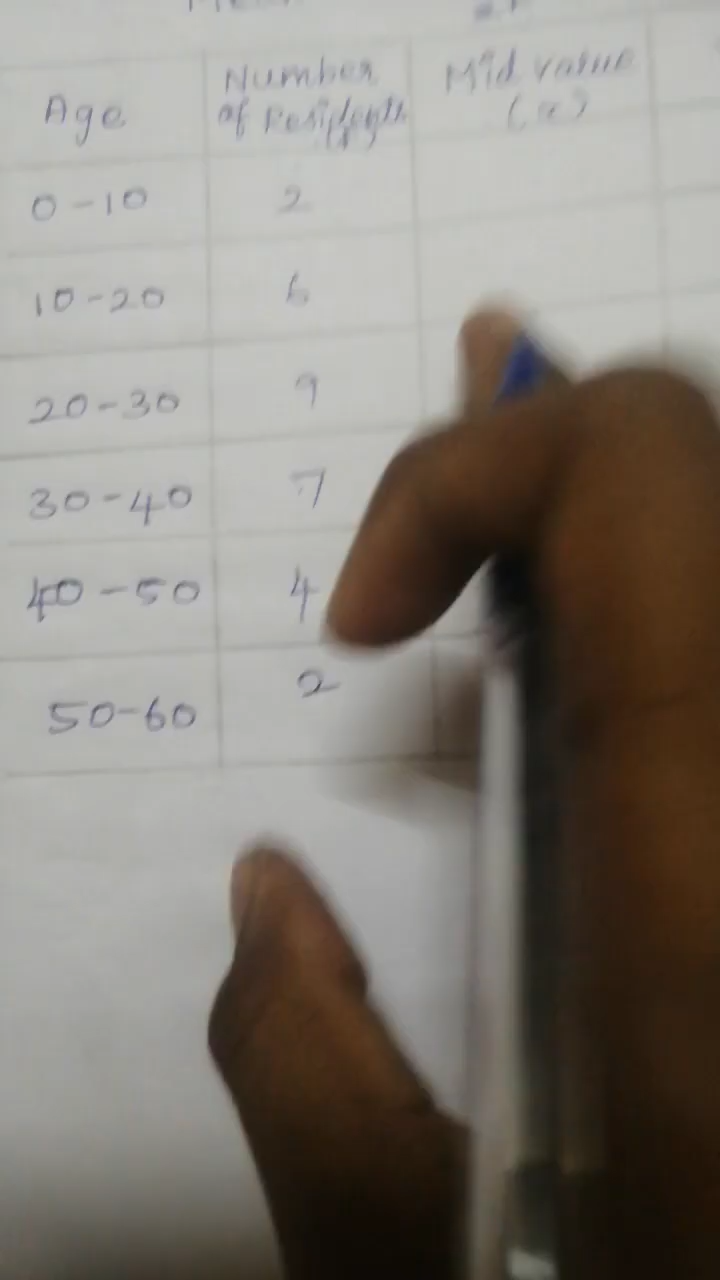 Age
Number
of Residents
(f)
Mid value
(x)
0-10 2
10-20 6
20-30 9
30-40 7
40-50 4
50-60 2